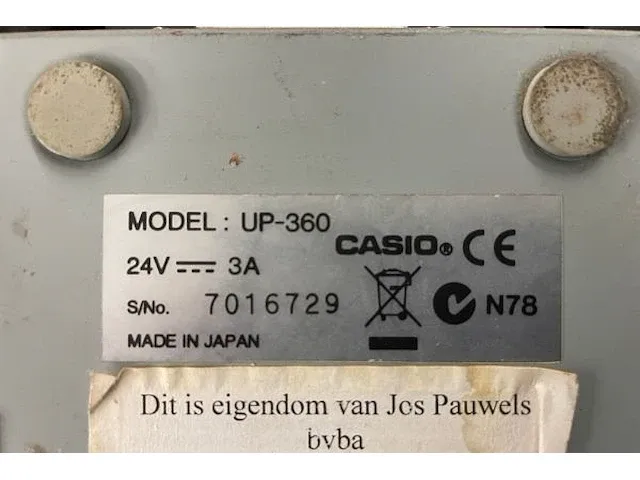 MODEL : UP-360
CASIO® CE
24V 3A
S/No. 7016729
N78
MADE IN JAPAN
Dit is eigendom van Jos Pauwels
bvba